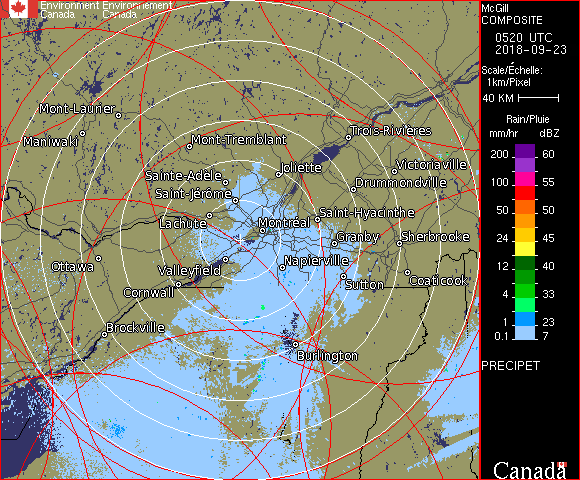 Environment Environnement
Canada Canada
McGill
COMPOSITE
0520 UTC
2018-09-23
Scale/Échelle:
1km/Pixel
40 KM
Rain/Pluie
mm/hr dBZ
200 60
100 55
50 50
24 45
12 40
4 33
1 23
0.1 7
PRECIPET
Canada
Mont-Laurier
Maniwaki
Mont-Tremblant
Trois-Rivières
Sainte-Adèle
Joliette
Victoriaville
Saint-Jérôme
Drummondville
Lachute
Montréal
Saint-Hyacinthe
Granby
Sherbrooke
Ottawa
Valleyfield
Napierville
Cornwall
Sutton
Coaticook
Brockville
Burlington